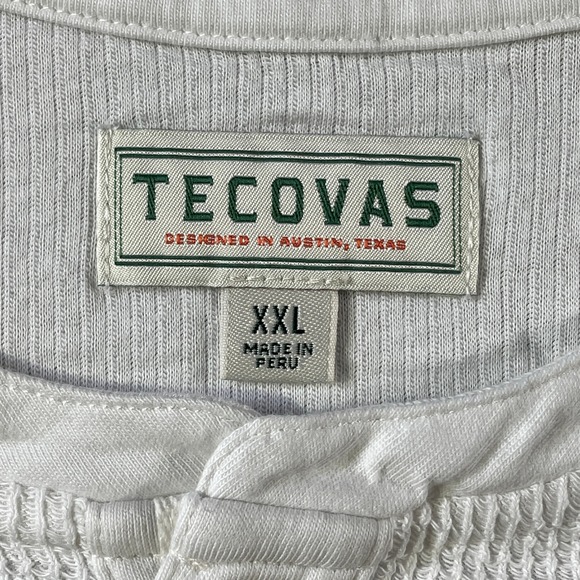 TECOVAS
DESIGNED IN AUSTIN, TEXAS
XXL
MADE IN
PERU